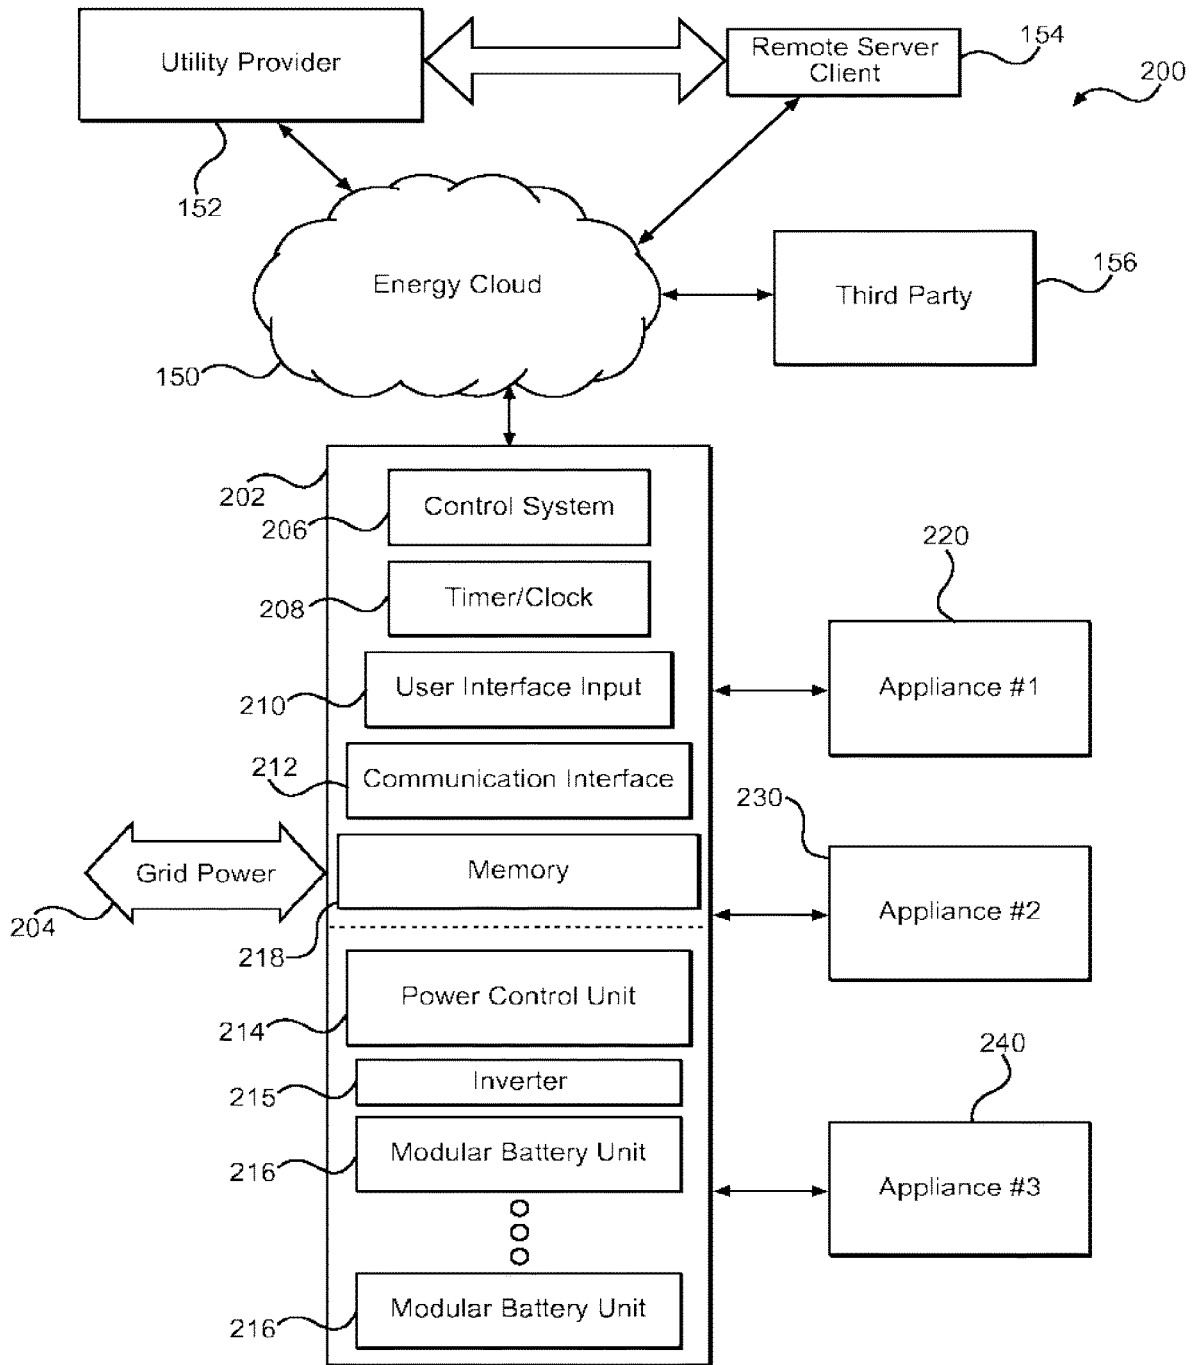 Utility Provider
Remote Server
Client
154
200
152
Energy Cloud
150
Third Party
156
202
Control System
206
Timer/Clock
208
User Interface Input
210
Communication Interface
212
Grid Power
204
Memory
218
Power Control Unit
214
Inverter
215
Modular Battery Unit
216
Modular Battery Unit
216
220
Appliance #1
230
Appliance #2
240
Appliance #3